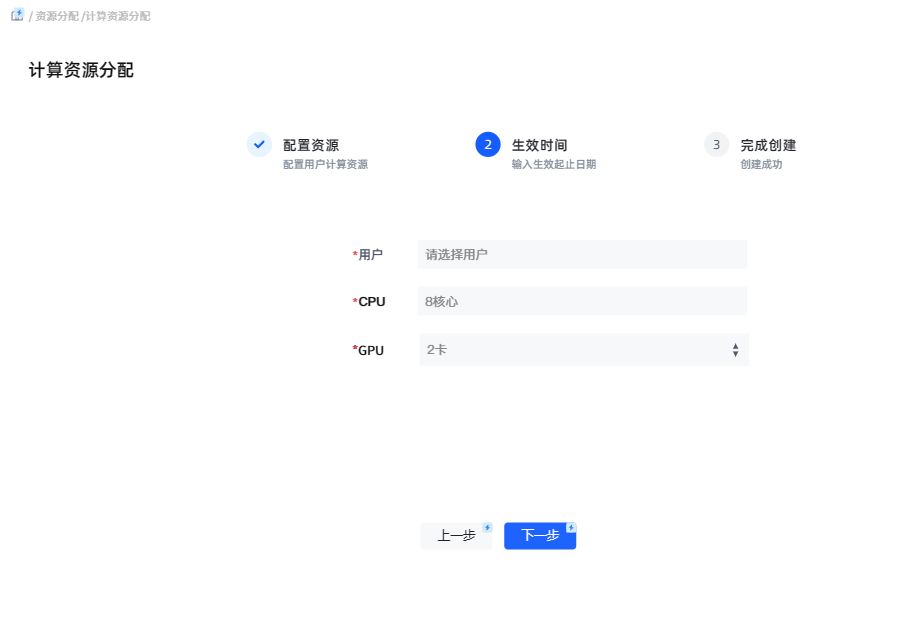 / 资源分配 /计算资源分配
计算资源分配
配置资源
配置用户计算资源
2 生效时间
输入生效起止日期
3 完成创建
创建成功
*用户 请选择用户
*CPU 8核心
*GPU 2卡
上一步 下一步